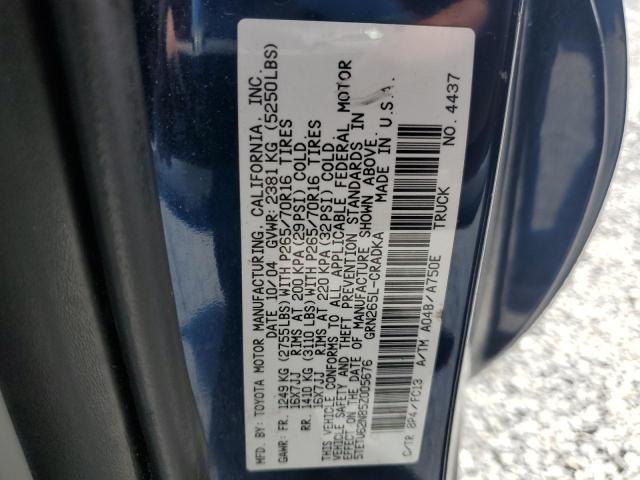 MFD. BY: TOYOTA MOTOR MANUFACTURING, CALIFORNIA, INC.
DATE 10/04 GVWR: 2381 KG (5250LBS)
GAWR: FR. 1249 KG (2755LBS) WITH P265/70R16 TIRES
16X7JJ RIMS AT 200 KPA (29PSI) COLD.
RR. 1410 KG (3110 LBS) WITH P265/70R16 TIRES
16X7JJ RIMS AT 220 KPA (32PSI) COLD.
THIS VEHICLE CONFORMS TO ALL APPLICABLE FEDERAL MOTOR
VEHICLE SAFETY AND THEFT PREVENTION STANDARDS IN
EFFECT ON THE DATE OF MANUFACTURE SHOWN ABOVE.
5TETU62N85Z005676 GRN265L-CRADKA MADE IN U.S.A.
C/TR 8P4/FC13 A/TM A04B/A750E TRUCK
NO. 4437